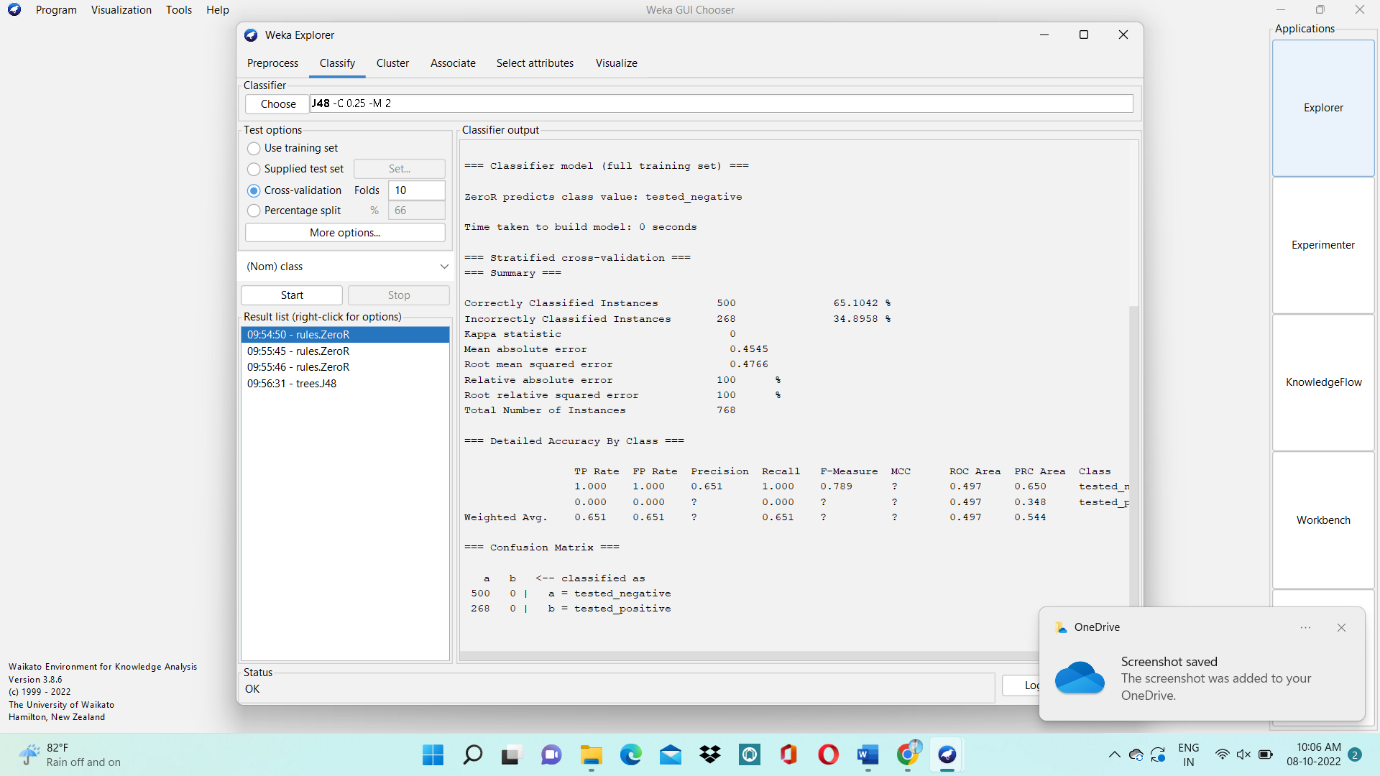 Program Visualization Tools Help
Weka GUI Chooser
Applications
Weka Explorer
Preprocess Classify Cluster Associate Select attributes Visualize
Classifier
Choose J48 -C 0.25 -M 2
Test options
Use training set
Supplied test set Set...
Cross-validation Folds 10
Percentage split % 66
More options...
(Nom) class
Start Stop
Result list (right-click for options)
09:54:50 - rules.ZeroR
09:55:45 - rules.ZeroR
09:55:46 - rules.ZeroR
09:56:31 - trees.J48
Classifier output
=== Classifier model (full training set) ===
ZeroR predicts class value: tested_negative
Time taken to build model: 0 seconds
=== Stratified cross-validation ===
=== Summary ===
Correctly Classified Instances 500 65.1042 %
Incorrectly Classified Instances 268 34.8958 %
Kappa statistic 0
Mean absolute error 0.4545
Root mean squared error 0.4766
Relative absolute error 100 %
Root relative squared error 100 %
Total Number of Instances 768
=== Detailed Accuracy By Class ===
TP Rate FP Rate Precision Recall F-Measure MCC ROC Area PRC Area Class
1.000 1.000 0.651 1.000 0.789 ? 0.497 0.650 tested_n
0.000 0.000 ? 0.000 ? ? 0.497 0.348 tested_p
Weighted Avg. 0.651 0.651 ? 0.651 ? ? 0.497 0.544
=== Confusion Matrix ===
a b <-- classified as
500 0 | a = tested_negative
268 0 | b = tested_positive
Status
OK
Log
Explorer
Experimenter
KnowledgeFlow
Workbench
OneDrive
Screenshot saved
The screenshot was added to your
OneDrive.
Waikato Environment for Knowledge Analysis
Version 3.8.6
(c) 1999 - 2022
The University of Waikato
Hamilton, New Zealand
82°F
Rain off and on
ENG
IN
10:06 AM
08-10-2022
2